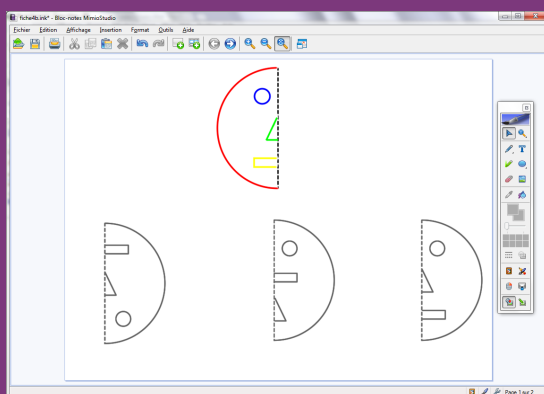 fiche4b.ink* - Bloc-notes MimioStudio
Fichier Edition Affichage Insertion Format Outils Aide
T
Page 1 sur 2